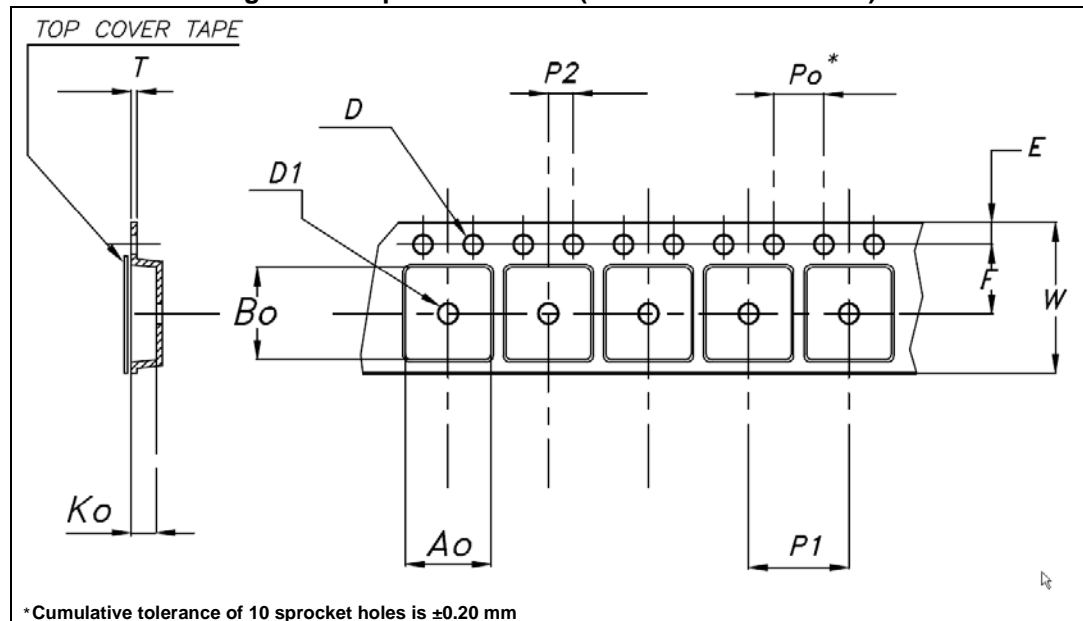 TOP COVER TAPE
T
P2
Po*
D
E
D1
F
W
Bo
Ko
Ao
P1
*Cumulative tolerance of 10 sprocket holes is ±0.20 mm